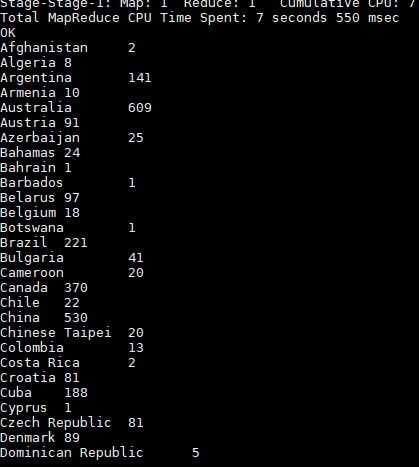 Stage-Stage-1: Map: 1  Reduce: 1   Cumulative CPU: 7
Total MapReduce CPU Time Spent: 7 seconds 550 msec
OK
Afghanistan	2
Algeria	8
Argentina	141
Armenia	10
Australia	609
Austria	91
Azerbaijan	25
Bahamas	24
Bahrain	1
Barbados	1
Belarus	97
Belgium	18
Botswana	1
Brazil	221
Bulgaria	41
Cameroon	20
Canada	370
Chile	22
China	530
Chinese Taipei	20
Colombia	13
Costa Rica	2
Croatia	81
Cuba	188
Cyprus	1
Czech Republic	81
Denmark	89
Dominican Republic	5